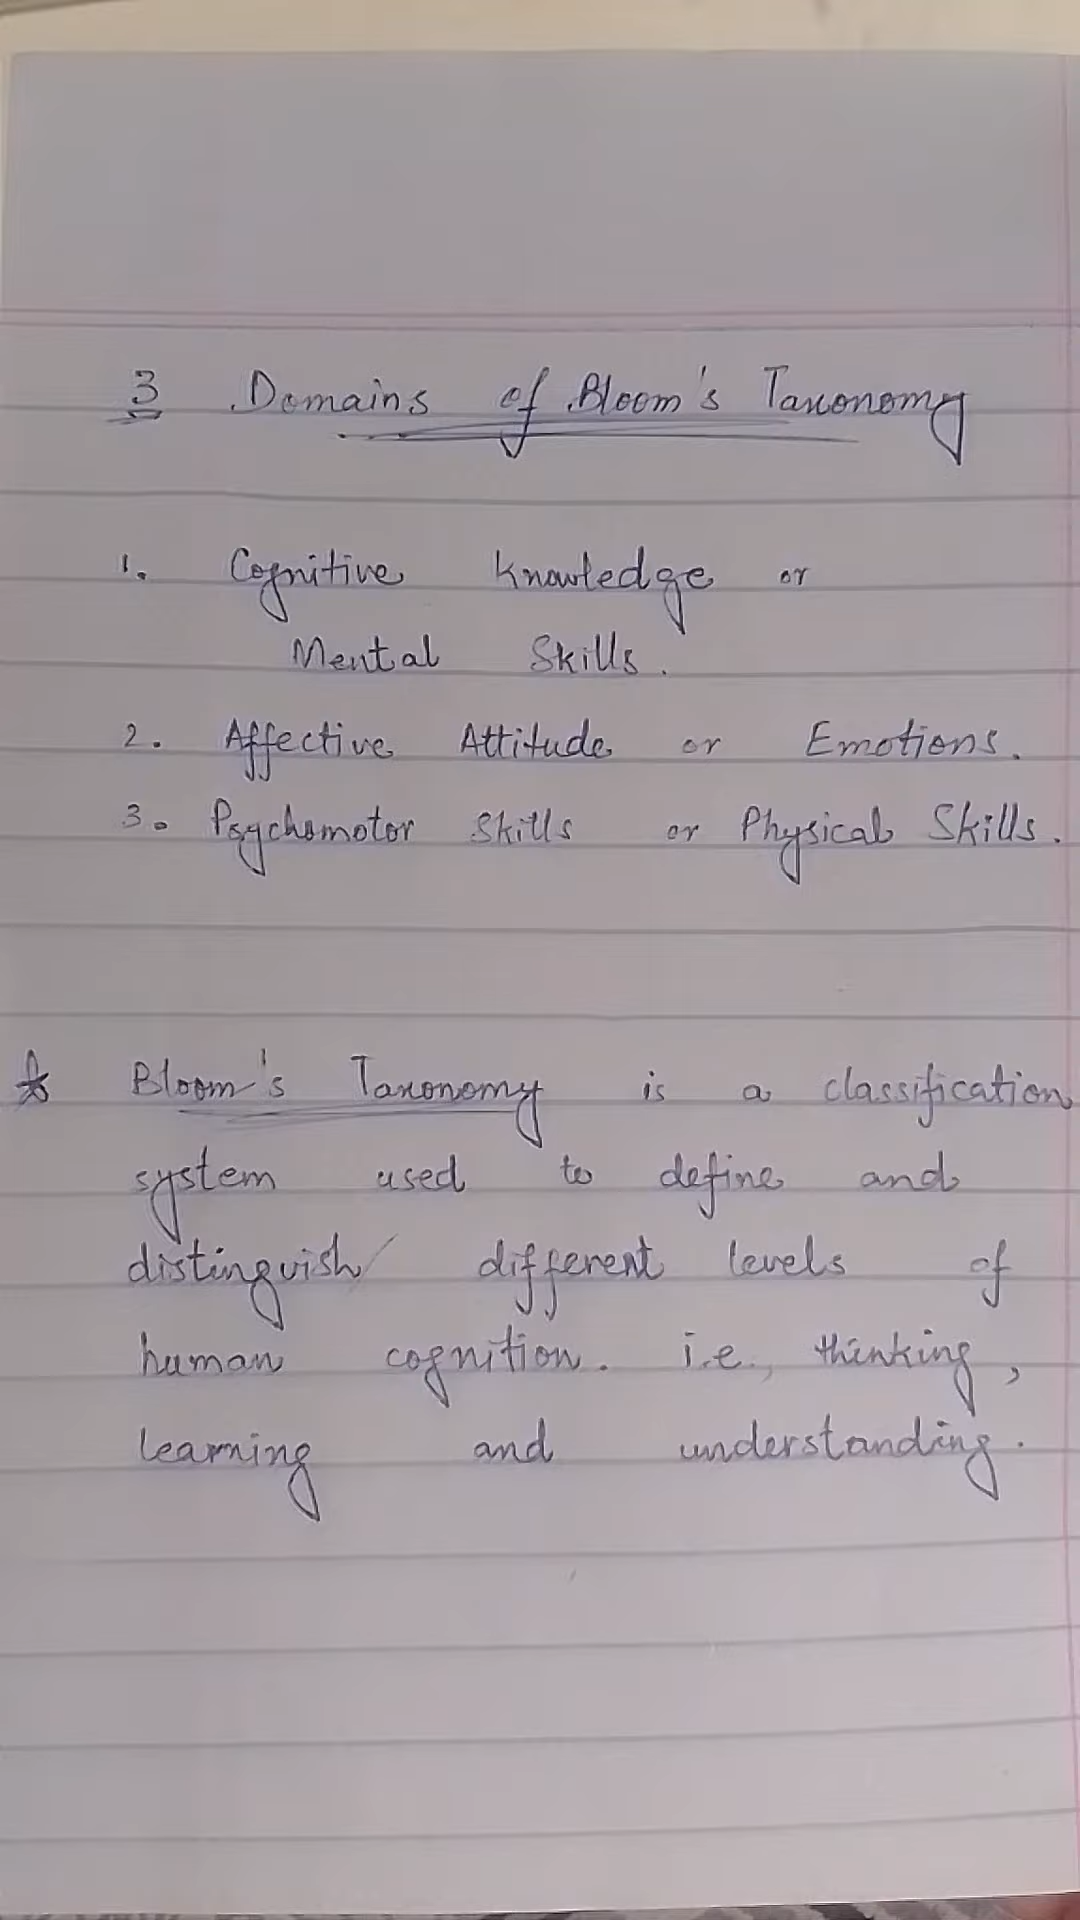 3 Domains of Bloom's Taxonomy
1. Cognitive Knowledge or
Mental Skills.
2. Affective Attitude or Emotions.
3. Psychomotor Skills or Physical Skills.
* Bloom's Taxonomy is a classification
system used to define and
distinguish different levels of
human cognition. i.e., thinking,
learning and understanding.